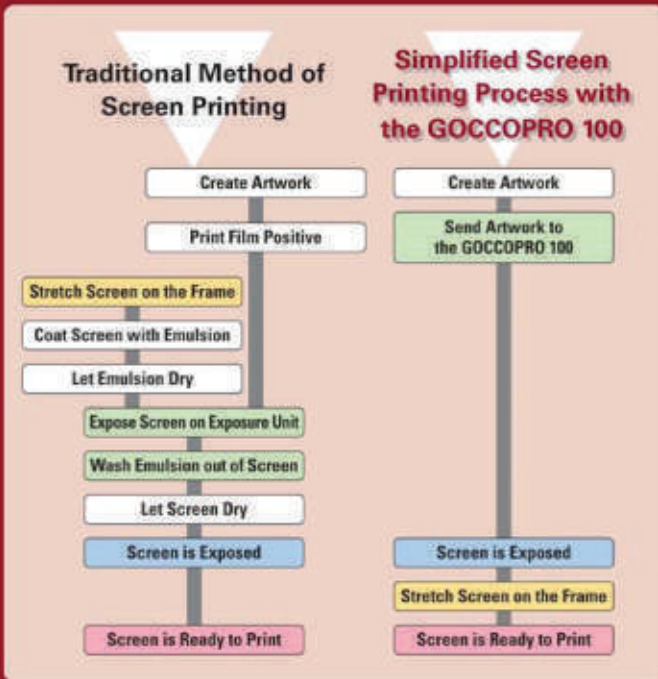 Traditional Method of
Screen Printing
Create Artwork
Print Film Positive
Stretch Screen on the Frame
Coat Screen with Emulsion
Let Emulsion Dry
Expose Screen on Exposure Unit
Wash Emulsion out of Screen
Let Screen Dry
Screen is Exposed
Screen is Ready to Print
Simplified Screen
Printing Process with
the GOCCOPRO 100
Create Artwork
Send Artwork to
the GOCCOPRO 100
Screen is Exposed
Stretch Screen on the Frame
Screen is Ready to Print